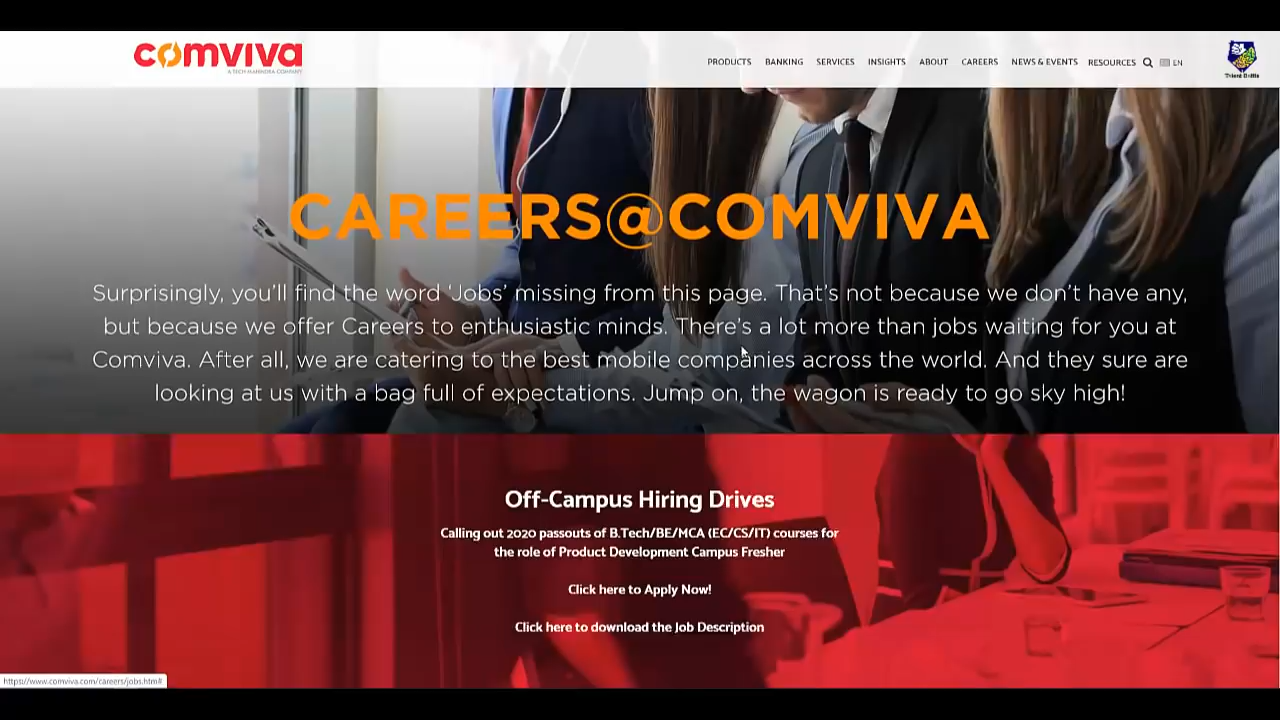 comviva
A TECH MAHINDRA COMPANY
PRODUCTS BANKING SERVICES INSIGHTS ABOUT CAREERS NEWS & EVENTS RESOURCES EN
CAREERS@COMVIVA
Surprisingly, you'll find the word 'Jobs' missing from this page. That's not because we don't have any,
but because we offer Careers to enthusiastic minds. There's a lot more than jobs waiting for you at
Comviva. After all, we are catering to the best mobile companies across the world. And they sure are
looking at us with a bag full of expectations. Jump on, the wagon is ready to go sky high!
Off-Campus Hiring Drives
Calling out 2020 passouts of B.Tech/BE/MCA (EC/CS/IT) courses for
the role of Product Development Campus Fresher
Click here to Apply Now!
Click here to download the Job Description
https://www.comviva.com/careers/jobs.htm#